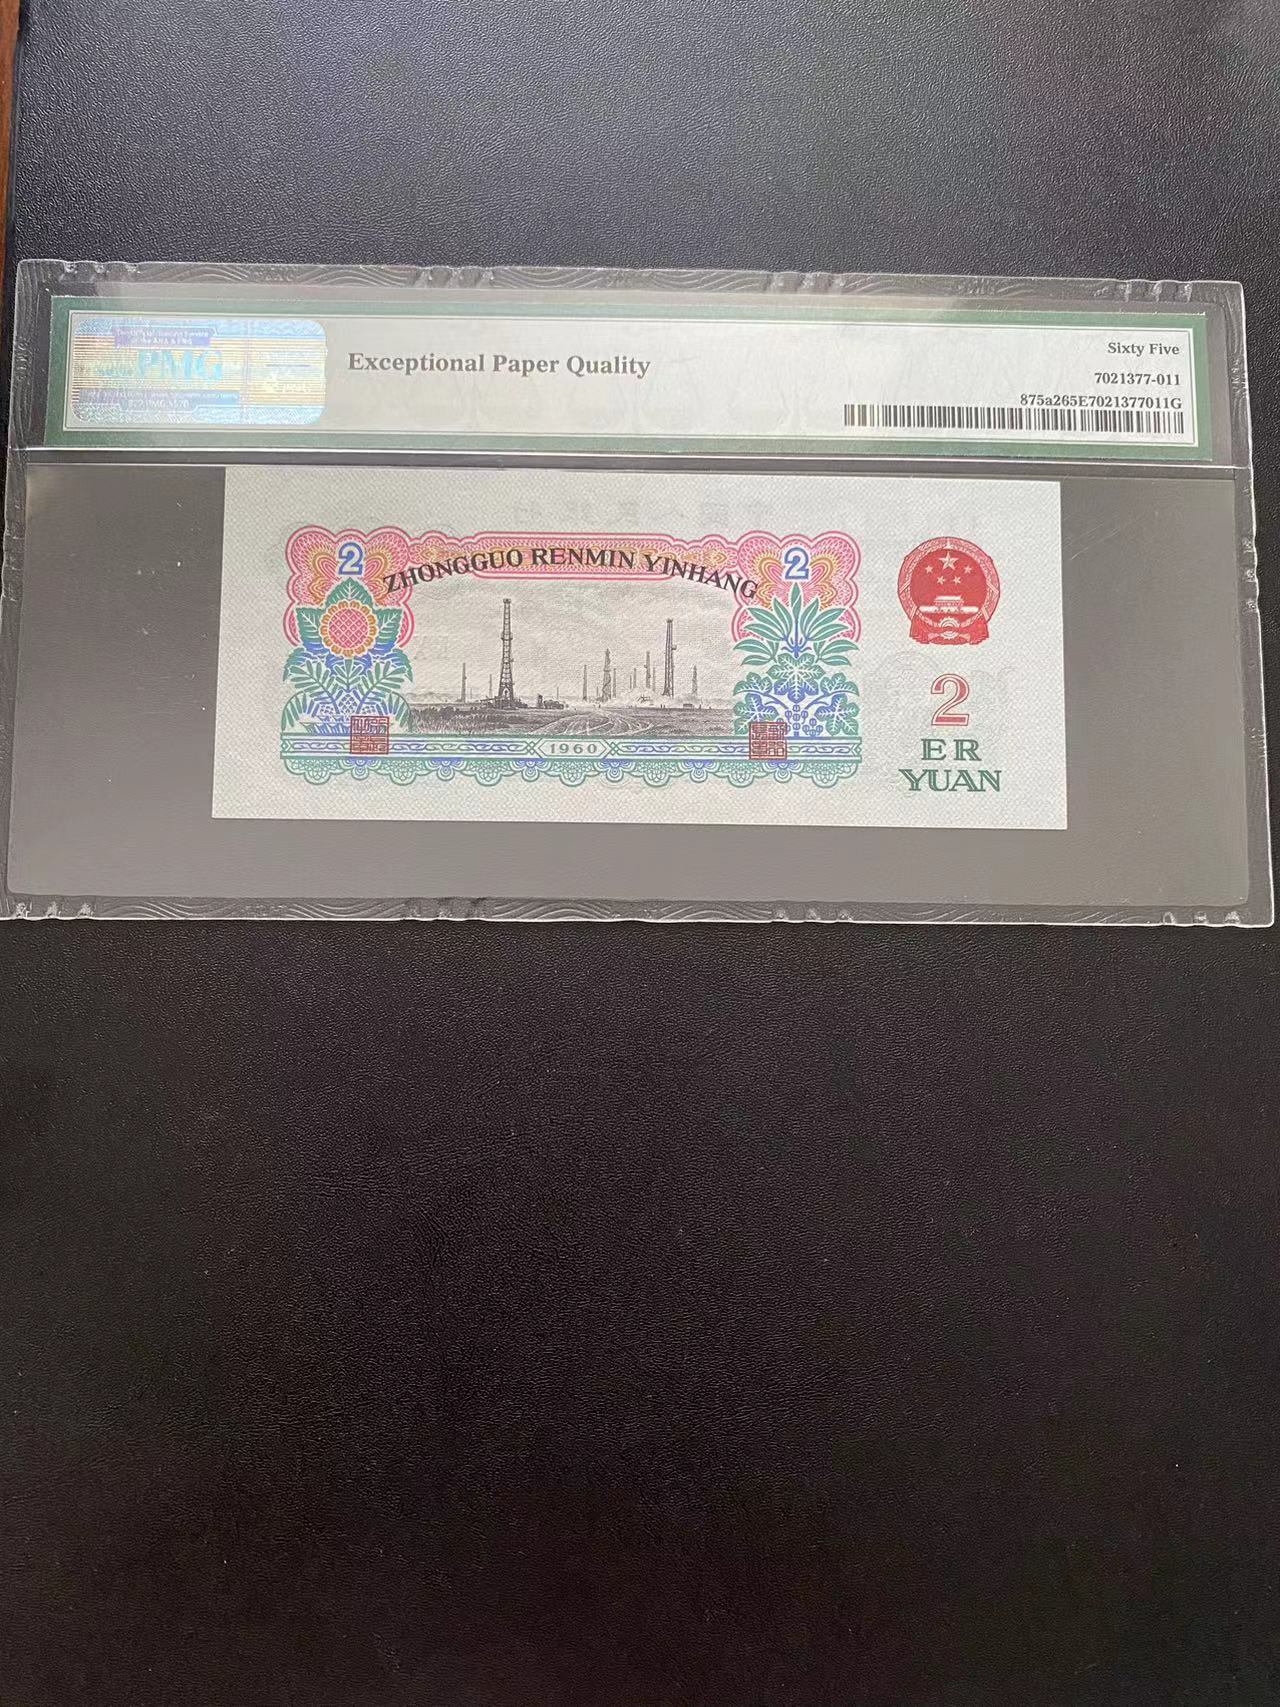 PMG
Exceptional Paper Quality
Sixty Five
7021377-011
875a265E7021377011G
2
ZHONGGUO RENMIN YINHANG
2
1960
2
ER
YUAN